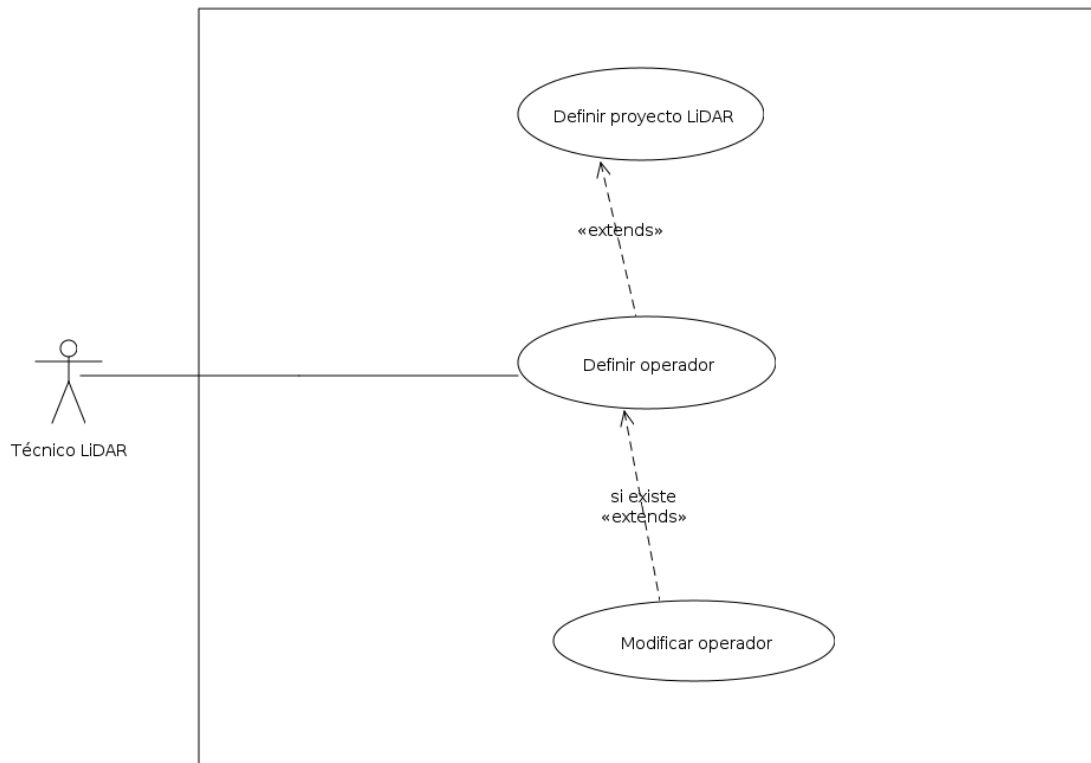 Definir proyecto LiDAR
«extends»
Definir operador
Técnico LiDAR
si existe
«extends»
Modificar operador